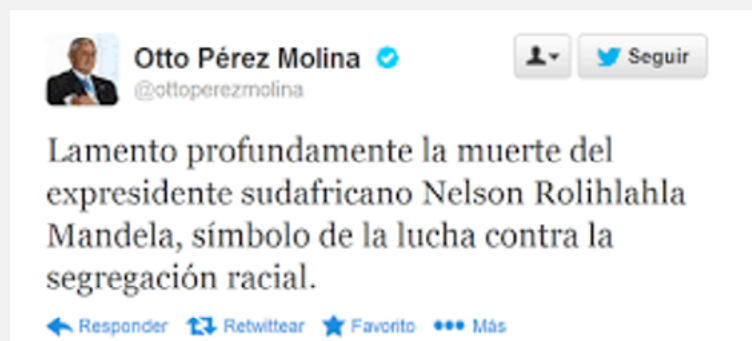 Otto Pérez Molina
Seguir
@ottoperezmolina
Lamento profundamente la muerte del
expresidente sudafricano Nelson Rolihlahla
Mandela, símbolo de la lucha contra la
segregación racial.
Responder Retwittear Favorito Más